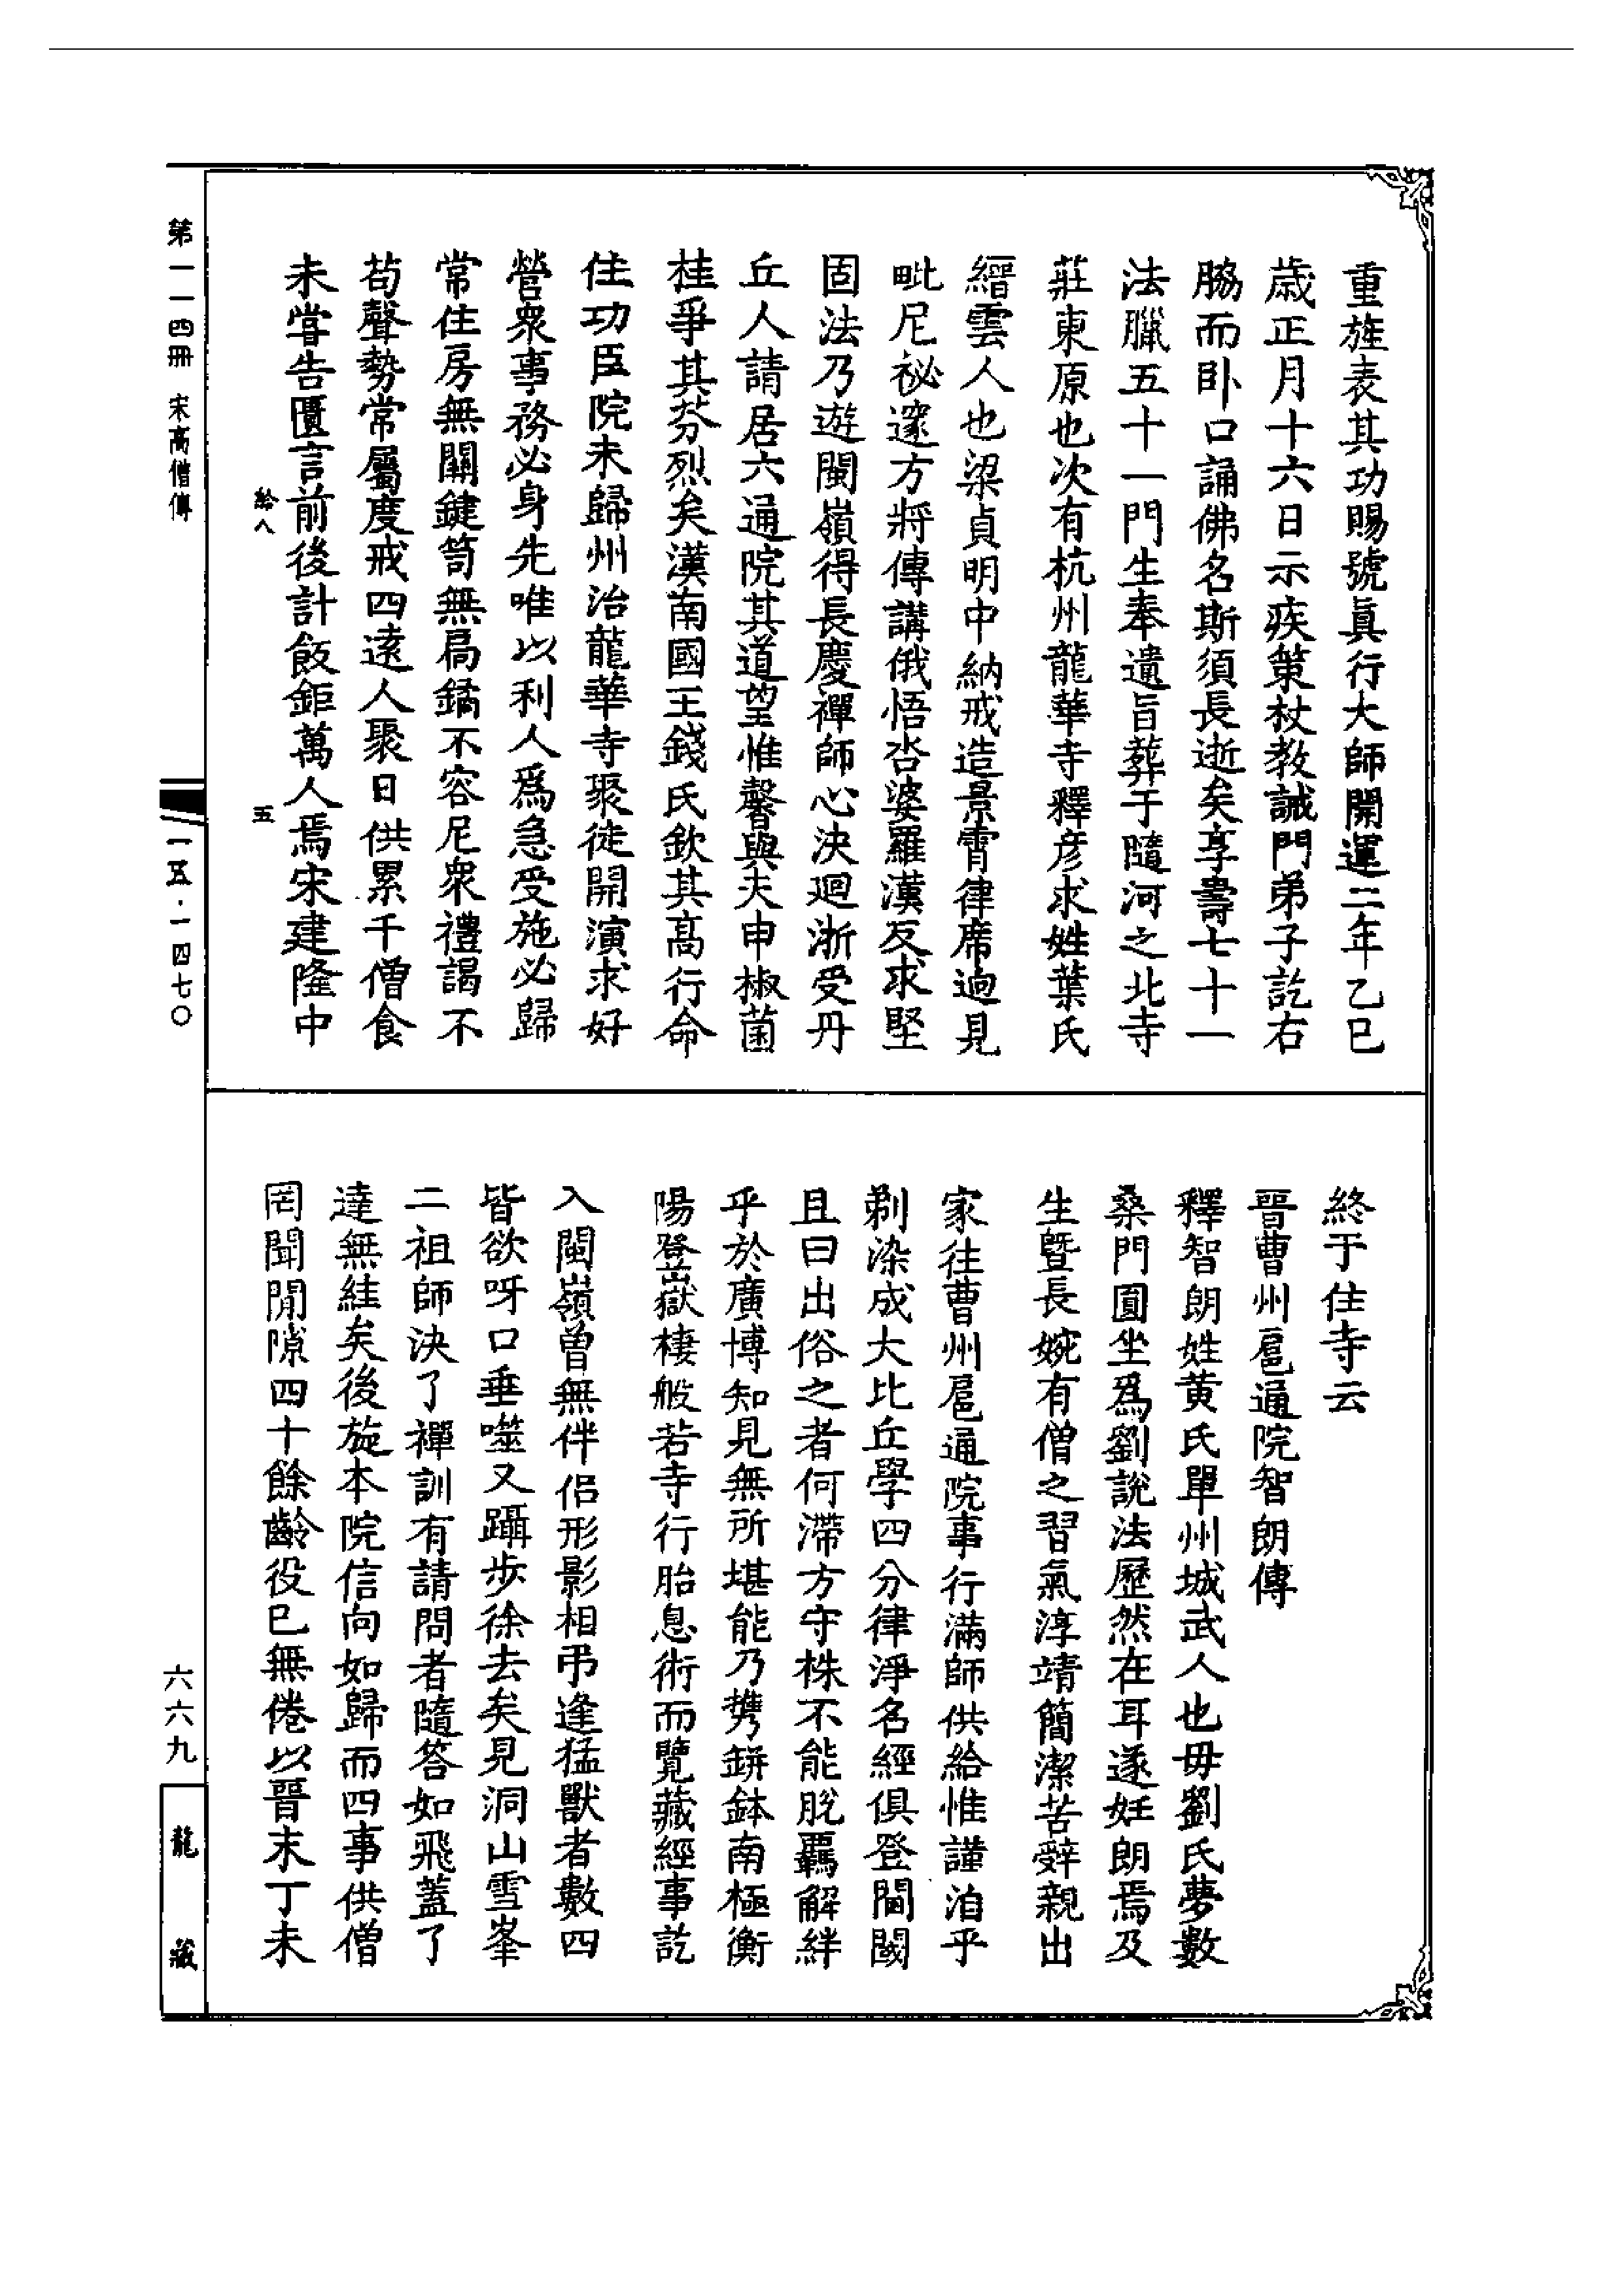 重旌表其功賜號眞行大師開運二年乙巳
歲正月十六日示疾策杖教誡門弟子訖右
脇而卧口誦佛名斯須長逝矣享壽七十一
法臘五十一門生奉遺旨葬于隨河之北寺
莊東原也次有杭州龍華寺釋彦求姓葉氏
縉雲人也梁貞明中納戒造景霄律席迥見
毗尼祕邃方將傳講俄悟沓婆羅漢反求堅
固法乃遊閩嶺得長慶禪師心決迴浙受丹
丘人請居六通院其道望惟馨與夫申椒菌
桂爭其芬烈矣漢南國王錢氏欽其高行命
住功臣院未歸州治龍華寺聚徒開演求好
營衆事務必身先唯以利人爲急受施必歸
常住房無關鍵笥無扃鐍不容尼衆禮謁不
苟聲勢常屬度戒四逺人聚日供累千僧食
未甞告匱言前後計飯鉅萬人焉宋建隆中
給八
五
終于住寺云
晉曹州扈通院智朗傳
釋智朗姓黄氏單州城武人也毋劉氏夢數
桑門圓坐爲劉說法歷然在耳遂妊朗焉及
生暨長婉有僧之習氣淳靖簡潔苦辭親出
家往曹州扈通院事行滿師供給惟謹洎乎
剃染成大比丘學四分律淨名經俱登閫閾
且曰出俗之者何滯方守株不能脫羈解絆
乎於廣博知見無所堪能乃携缾鉢南極衡
陽登嶽棲般若寺行胎息術而覽藏經事訖
入閩嶺曽無伴侣形影相弔逢猛獸者數四
皆欲呀口垂噬又躡步徐去矣見洞山雪峯
二祖師決了禪訓有請問者隨答如飛蓋了
達無絓矣後旋本院信向如歸而四事供僧
罔聞閒隙四十餘齡役已無倦以晉末丁未
第一一四冊 宋高僧傳
一五·一四七〇
六六九
龍藏